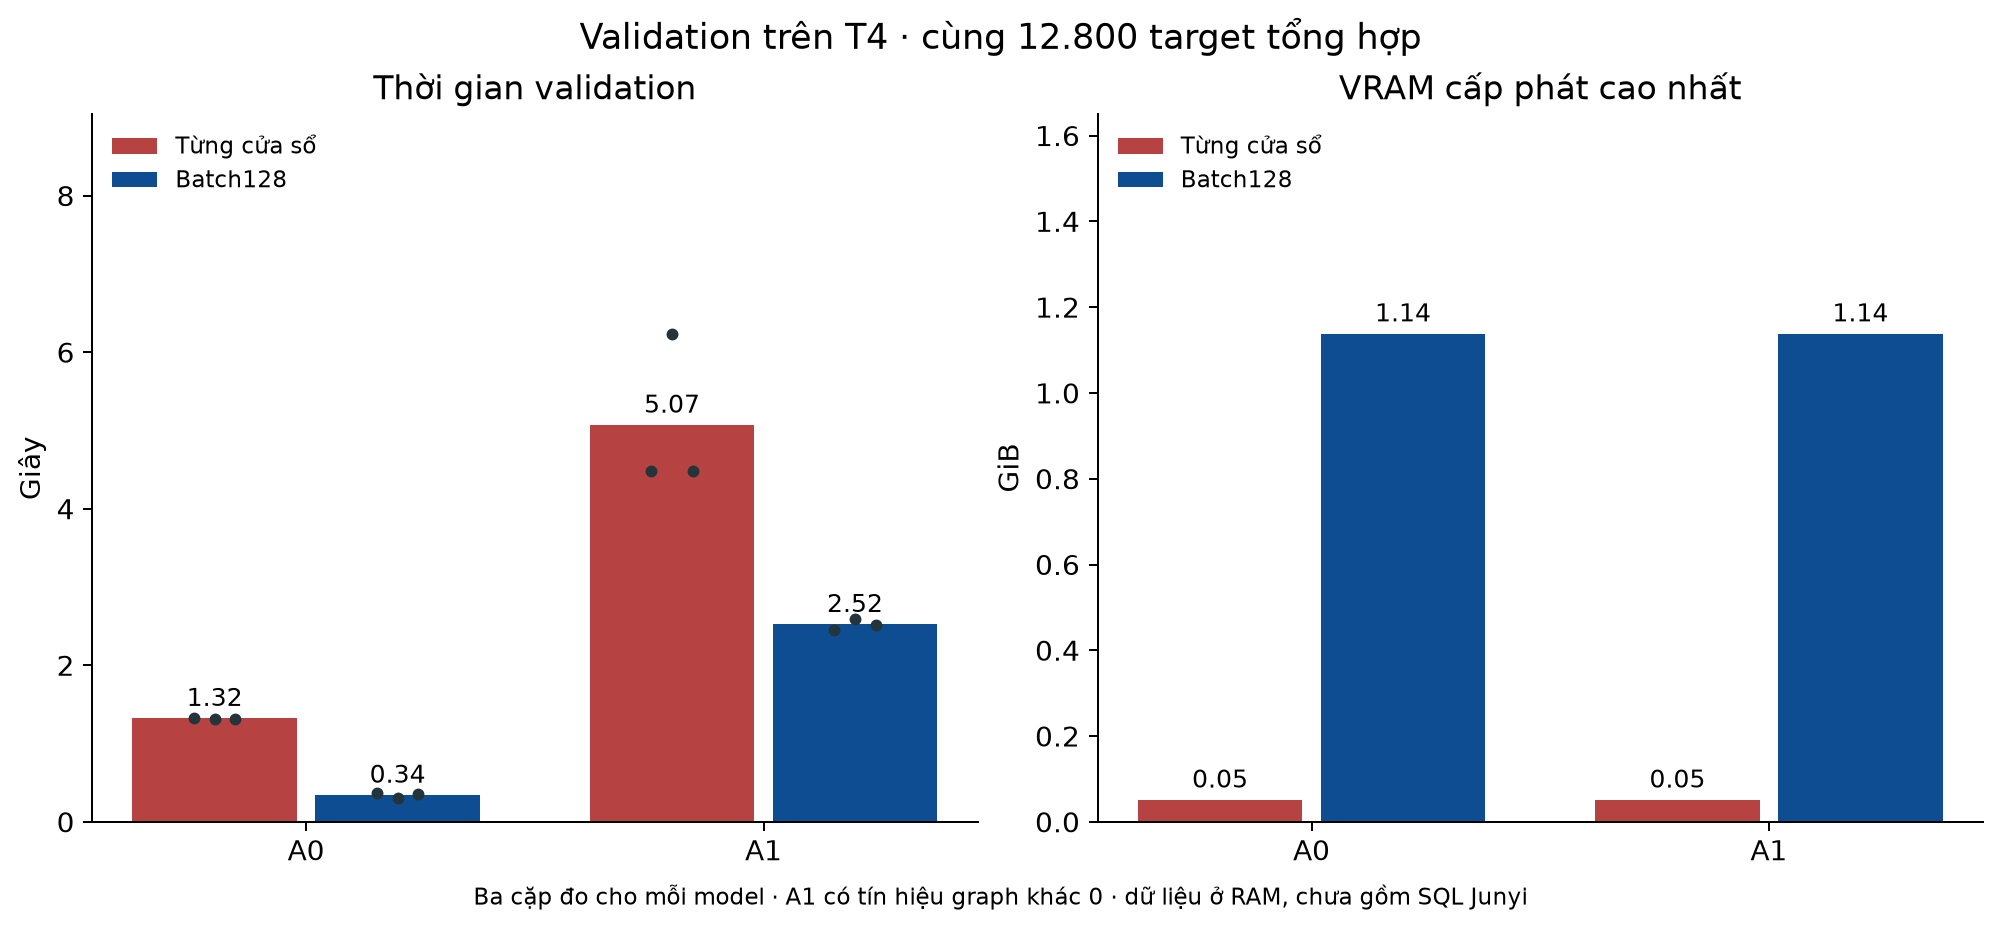 Validation trên T4 · cùng 12.800 target tổng hợp
Thời gian validation
Từng cửa sổ
Batch128
Giây
8
6
4
2
0
5.07
2.52
1.32
0.34
A0
A1
VRAM cấp phát cao nhất
Từng cửa sổ
Batch128
GiB
1.6
1.4
1.2
1.0
0.8
0.6
0.4
0.2
0.0
1.14
1.14
0.05
0.05
A0
A1
Ba cặp đo cho mỗi model · A1 có tín hiệu graph khác 0 · dữ liệu ở RAM, chưa gồm SQL Junyi